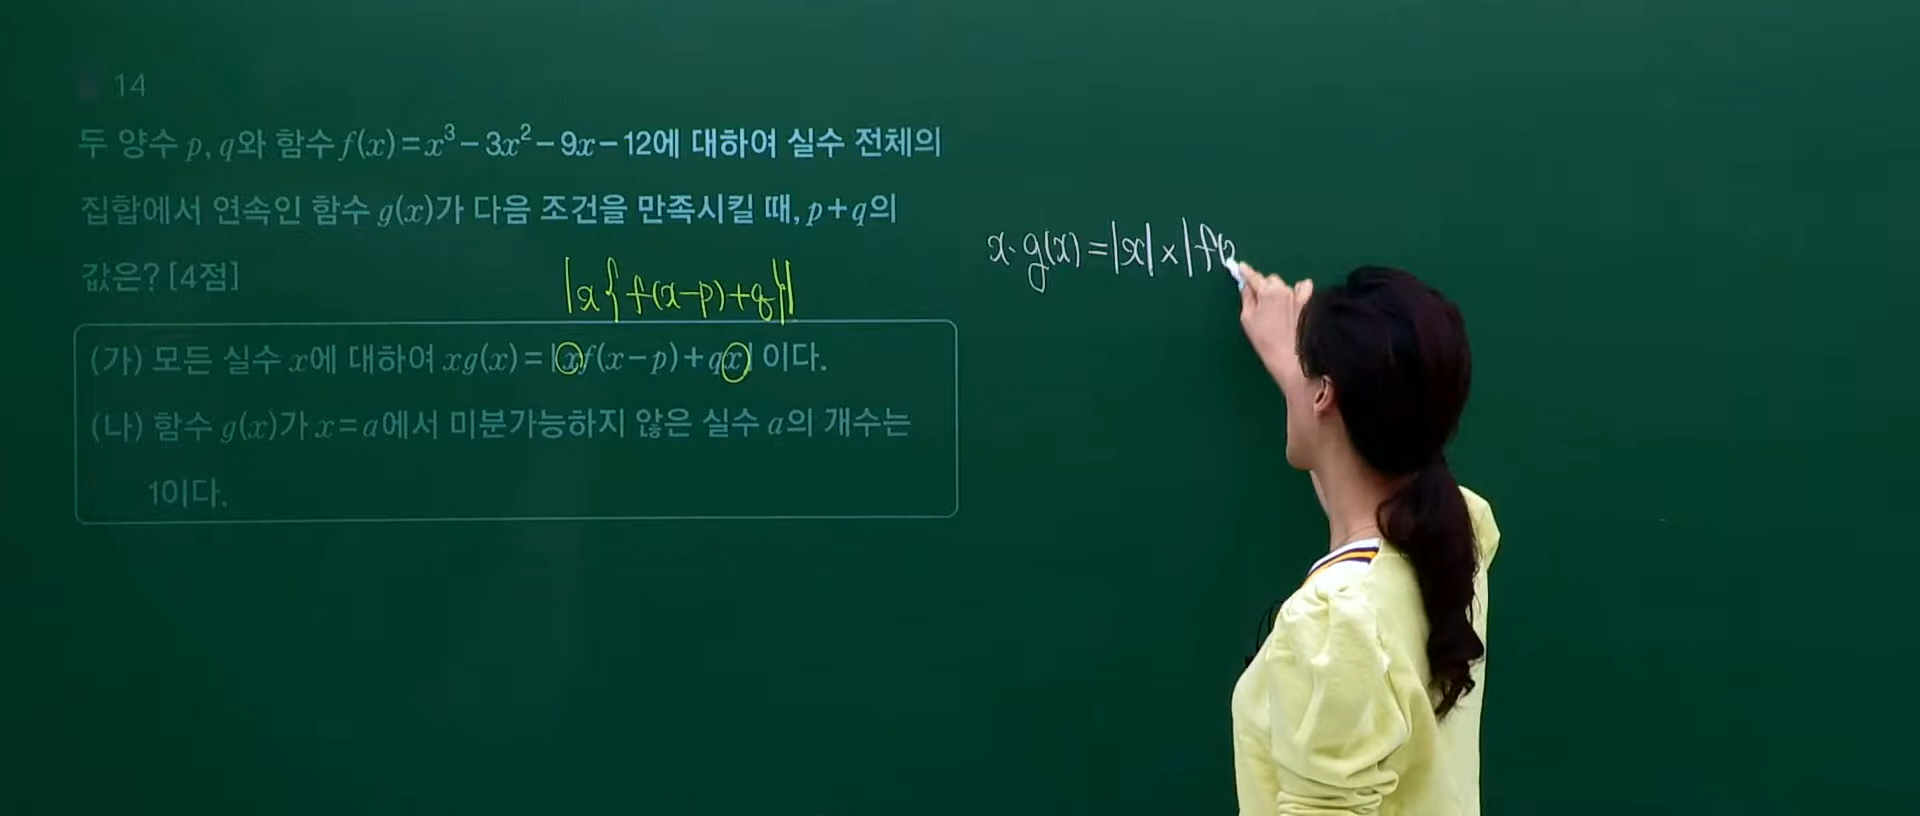 14
두 양수 p, q와 함수 f(x)=x³-3x²-9x-12에 대하여 실수 전체의
집합에서 연속인 함수 g(x)가 다음 조건을 만족시킬 때, p+q의
값은? [4점]
|x{f(x-p)+q}|
(가) 모든 실수 x에 대하여 xg(x)=|xf(x-p)+qx| 이다.
(나) 함수 g(x)가 x=a에서 미분가능하지 않은 실수 a의 개수는
1이다.
x·g(x)=|x|×|f(